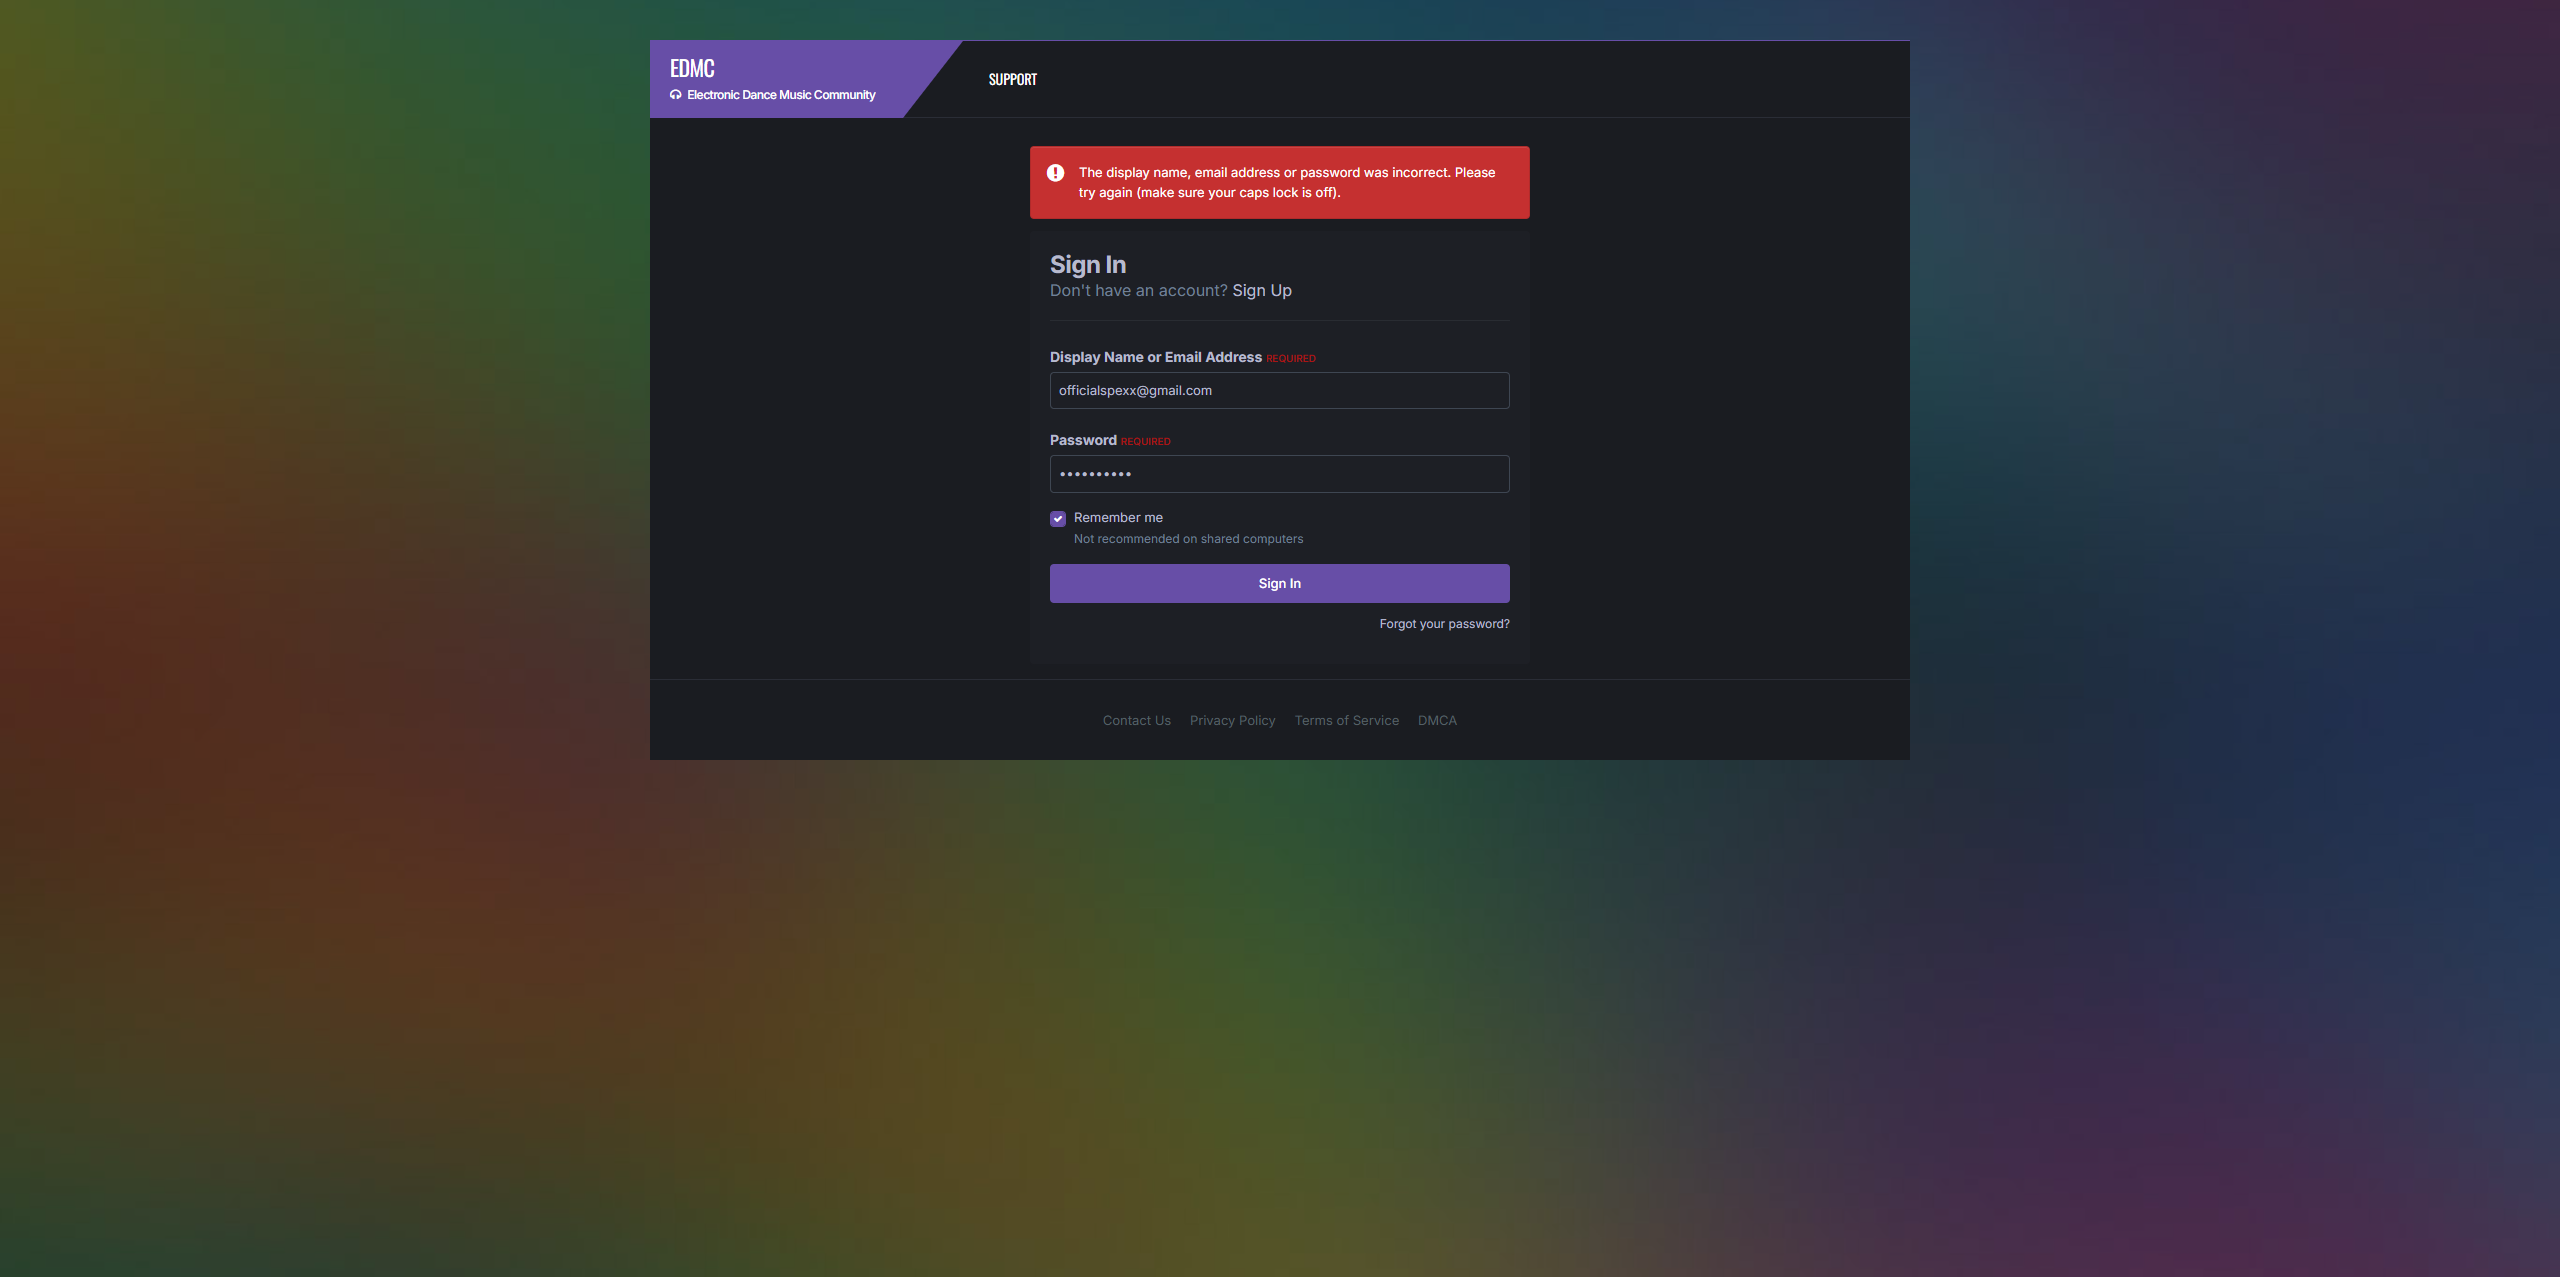 EDMC
Electronic Dance Music Community
SUPPORT
The display name, email address or password was incorrect. Please
try again (make sure your caps lock is off).
Sign In
Don't have an account? Sign Up
Display Name or Email Address REQUIRED
officialspexx@gmail.com
Password REQUIRED
••••••••••
Remember me
Not recommended on shared computers
Sign In
Forgot your password?
Contact Us Privacy Policy Terms of Service DMCA